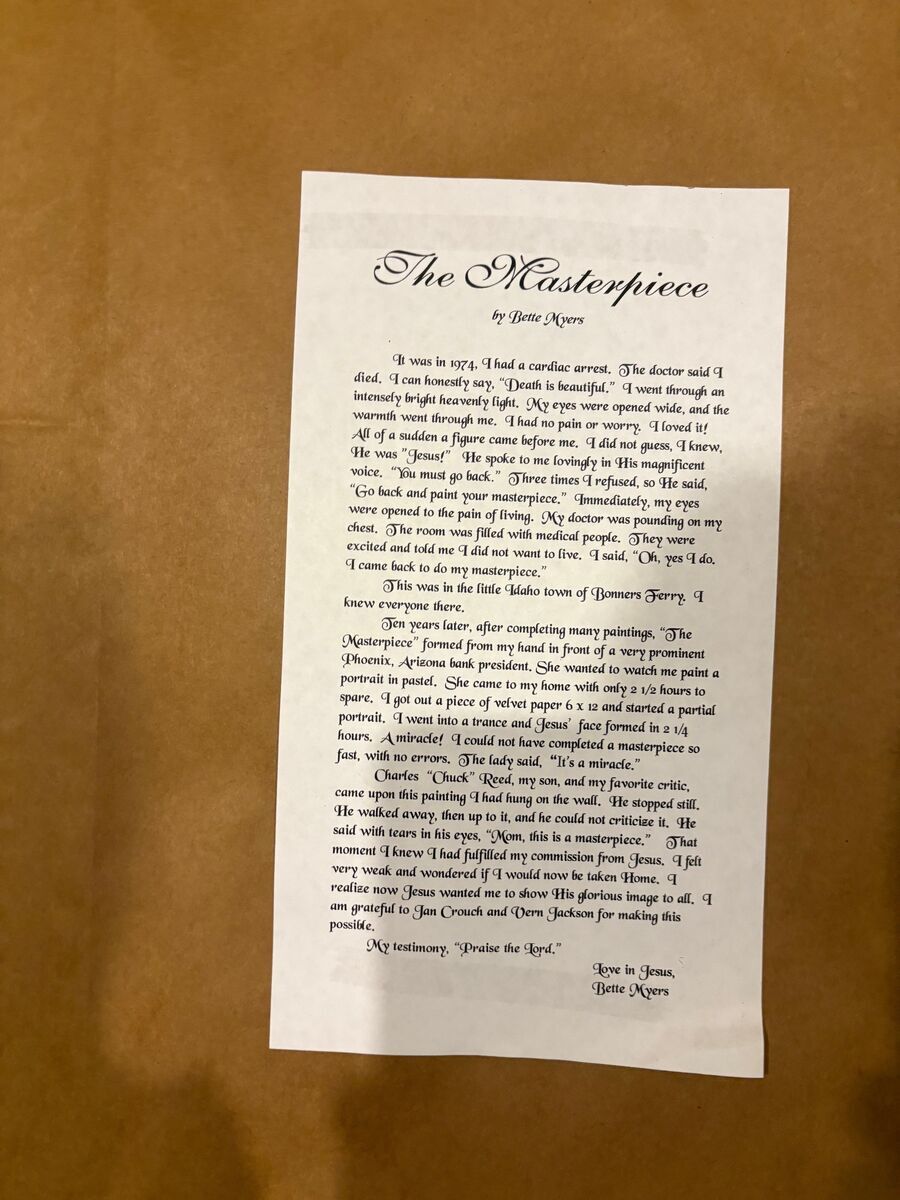 The Masterpiece
by Bette Myers
It was in 1974, I had a cardiac arrest. The doctor said I
died. I can honestly say, “Death is beautiful.” I went through an
intensely bright heavenly light. My eyes were opened wide, and the
warmth went through me. I had no pain or worry. I loved it!
All of a sudden a figure came before me. I did not guess, I knew,
He was "Jesus!" He spoke to me lovingly in His magnificent
voice. “You must go back.” Three times I refused, so He said,
“Go back and paint your masterpiece.” Immediately, my eyes
were opened to the pain of living. My doctor was pounding on my
chest. The room was filled with medical people. They were
excited and told me I did not want to live. I said, “Oh, yes I do.
I came back to do my masterpiece.”
This was in the little Idaho town of Bonners Ferry. I
knew everyone there.
Ten years later, after completing many paintings, “The
Masterpiece” formed from my hand in front of a very prominent
Phoenix, Arizona bank president. She wanted to watch me paint a
portrait in pastel. She came to my home with only 2 1/2 hours to
spare. I got out a piece of velvet paper 6 x 12 and started a partial
portrait. I went into a trance and Jesus’ face formed in 2 1/4
hours. A miracle! I could not have completed a masterpiece so
fast, with no errors. The lady said, “It’s a miracle.”
Charles “Chuck” Reed, my son, and my favorite critic,
came upon this painting I had hung on the wall. He stopped still.
He walked away, then up to it, and he could not criticize it. He
said with tears in his eyes, “Mom, this is a masterpiece.” That
moment I knew I had fulfilled my commission from Jesus. I felt
very weak and wondered if I would now be taken Home. I
realize now Jesus wanted me to show His glorious image to all. I
am grateful to Jan Crouch and Vern Jackson for making this
possible.
My testimony, “Praise the Lord.”
Love in Jesus,
Bette Myers